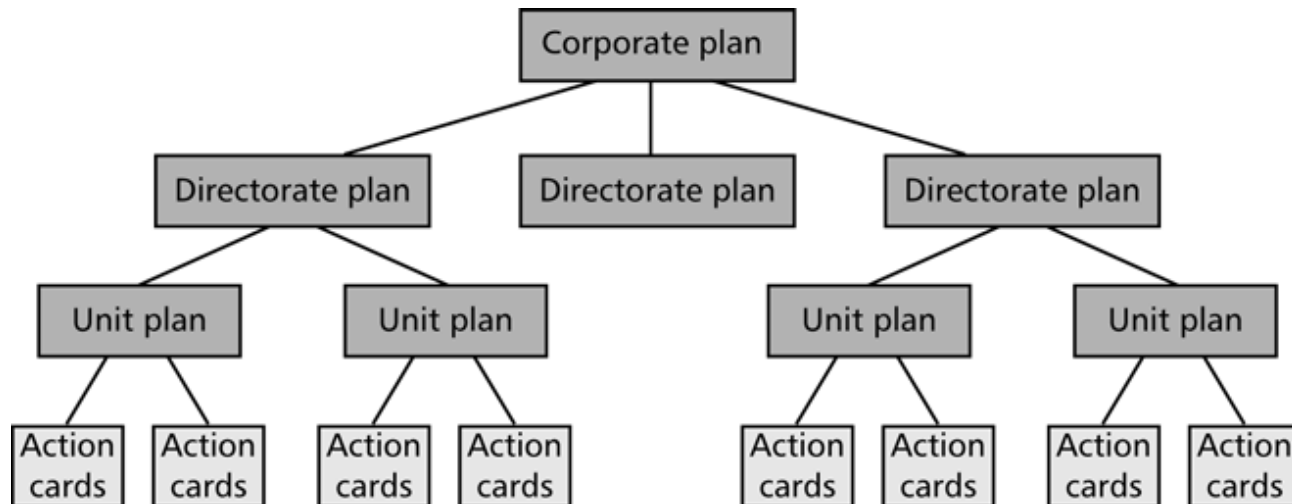 Corporate plan
Directorate plan
Directorate plan
Directorate plan
Unit plan
Unit plan
Unit plan
Unit plan
Action
cards
Action
cards
Action
cards
Action
cards
Action
cards
Action
cards
Action
cards
Action
cards